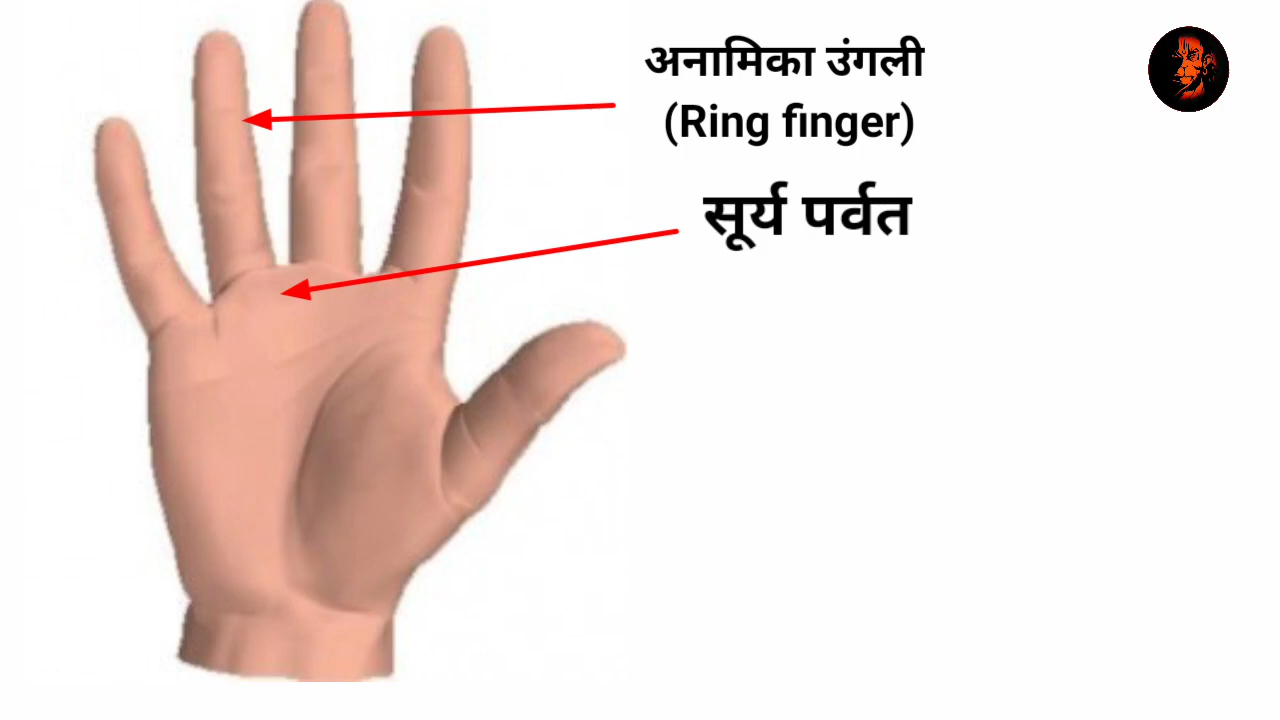 अनामिका उंगली
(Ring finger)
सूर्य पर्वत